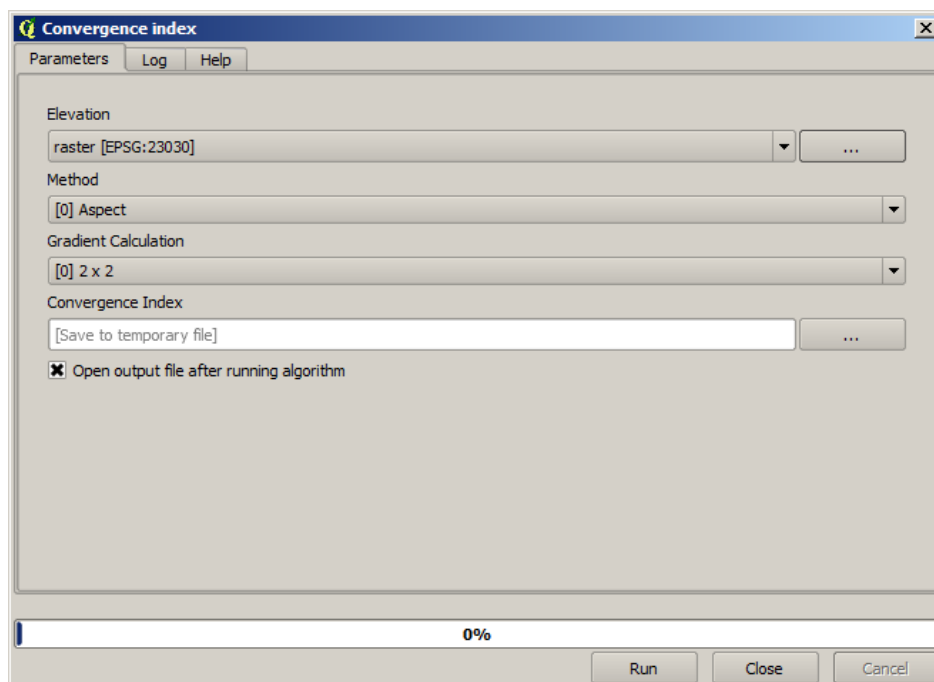 Convergence index
Parameters Log Help
Elevation
raster [EPSG:23030]
...
Method
[0] Aspect
Gradient Calculation
[0] 2 x 2
Convergence Index
[Save to temporary file]
...
Open output file after running algorithm
0%
Run Close Cancel